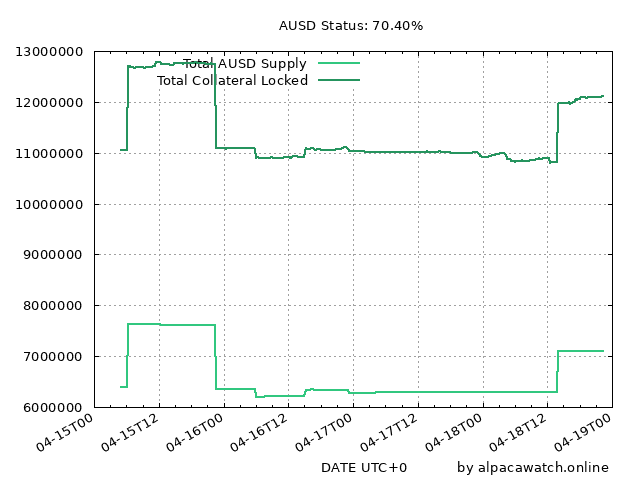 AUSD Status: 70.40%
13000000
12000000
11000000
10000000
9000000
8000000
7000000
6000000
Total AUSD Supply
Total Collateral Locked
04-15T00
04-15T12
04-16T00
04-16T12
04-17T00
04-17T12
04-18T00
04-18T12
04-19T00
DATE UTC+0
by alpacawatch.online